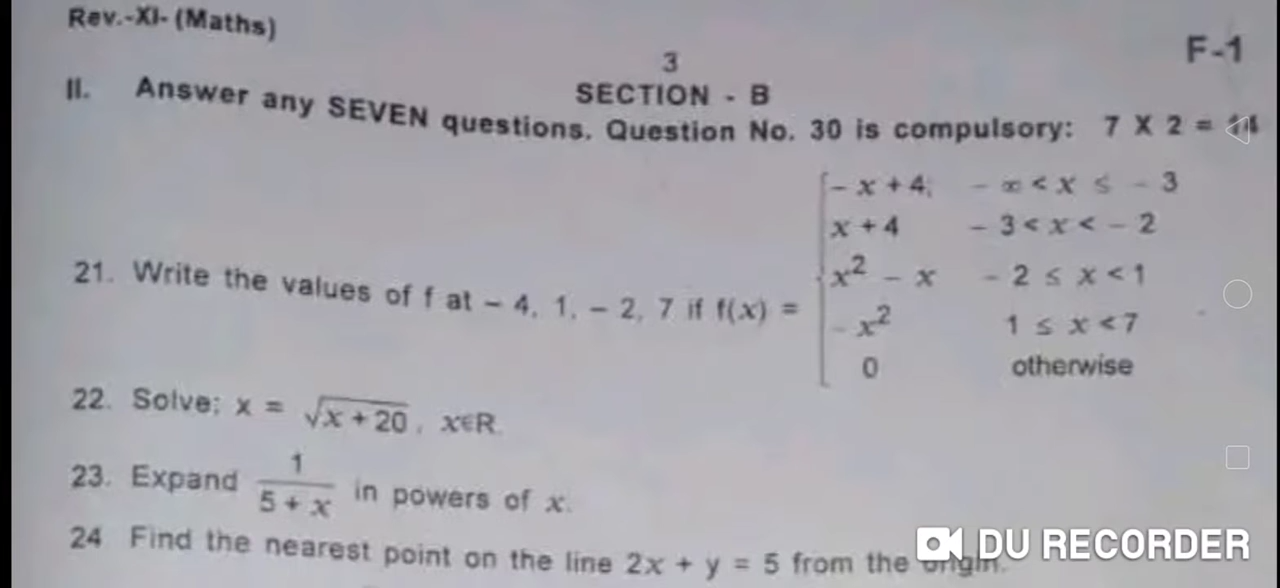 Rev.-XI- (Maths)
F-1
3
SECTION - B
II. Answer any SEVEN questions. Question No. 30 is compulsory: 7 X 2 =
21. Write the values of f at – 4, 1, – 2, 7 if f(x) =
– x + 4, – ∞ < x ≤ – 3
x + 4 – 3 < x < – 2
x² – x – 2 ≤ x < 1
– x² 1 ≤ x < 7
0 otherwise
22. Solve; x = √x + 20, x∈R.
23. Expand 1/5 + x in powers of x.
24 Find the nearest point on the line 2x + y = 5 from the origin.
DU RECORDER